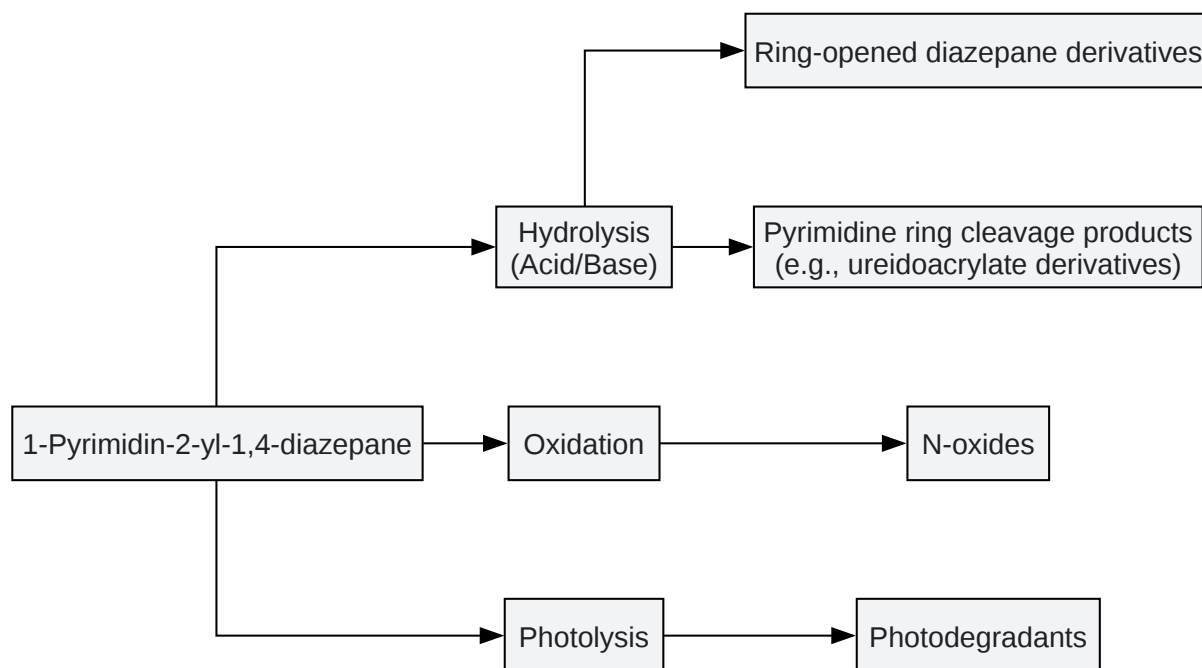 Ring-opened diazepane derivatives
Hydrolysis
(Acid/Base)
Pyrimidine ring cleavage products
(e.g., ureidoacrylate derivatives)
1-Pyrimidin-2-yl-1,4-diazepane
Oxidation
N-oxides
Photolysis
Photodegradants